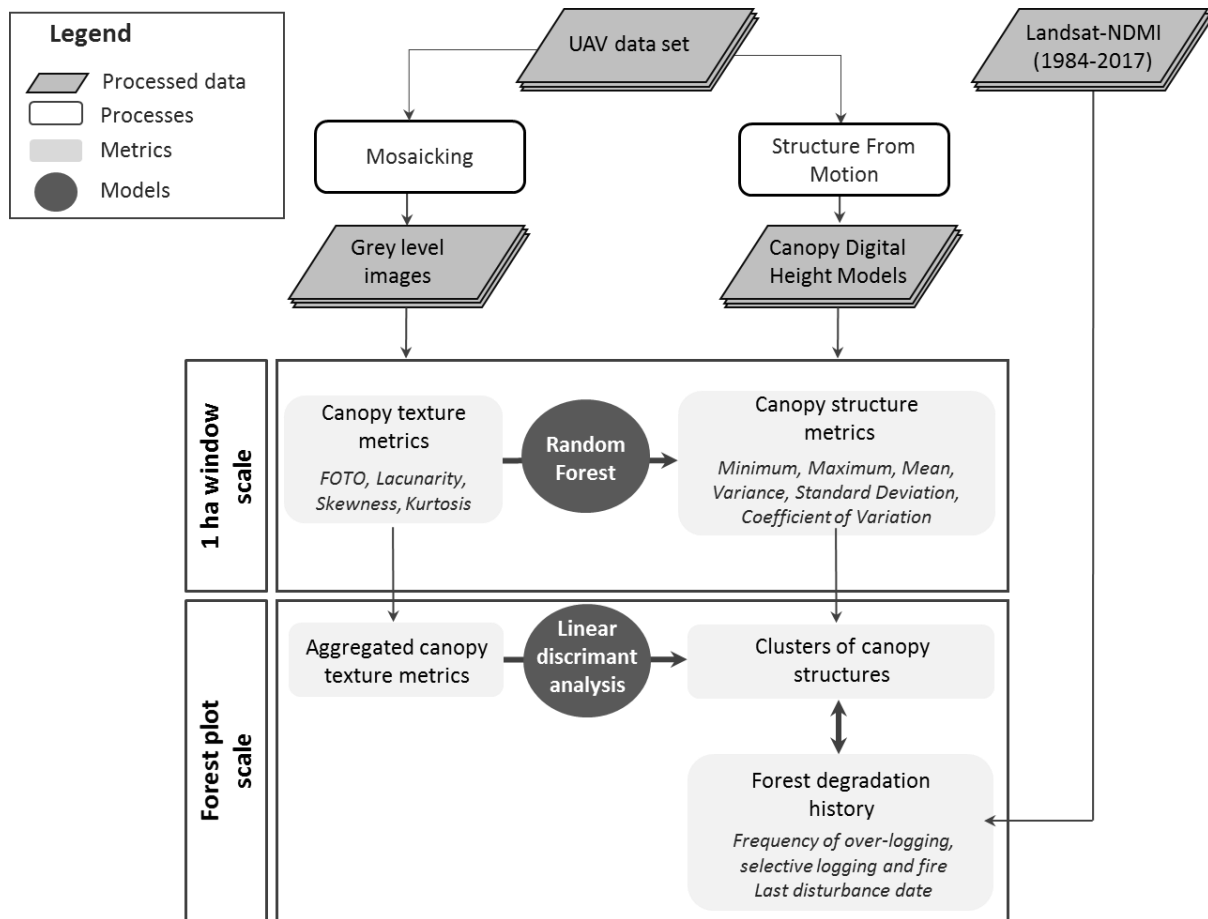 Legend
Processed data
Processes
Metrics
Models
UAV data set
Landsat-NDMI
(1984-2017)
Mosaicking
Structure From
Motion
Grey level
images
Canopy Digital
Height Models
1 ha window
scale
Canopy texture
metrics
FOTO, Lacunarity,
Skewness, Kurtosis
Random
Forest
Canopy structure
metrics
Minimum, Maximum, Mean,
Variance, Standard Deviation,
Coefficient of Variation
Forest plot
scale
Aggregated canopy
texture metrics
Linear
discrimant
analysis
Clusters of canopy
structures
Forest degradation
history
Frequency of over-logging,
selective logging and fire
Last disturbance date